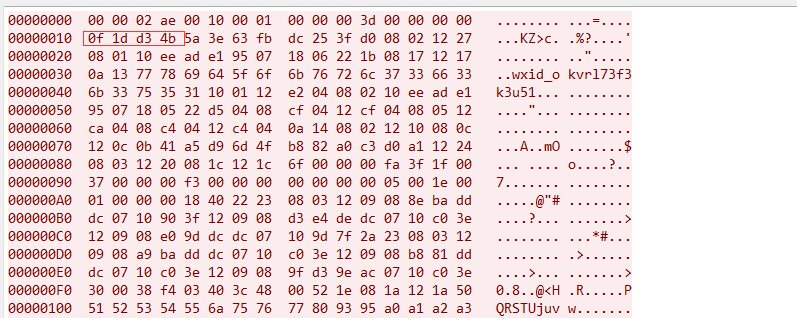 00000000 00 00 02 ae 00 10 00 01 00 00 00 3d 00 00 00 00 ........ ...=....
00000010 0f 1d d3 4b 5a 3e 63 fb dc 25 3f d0 08 02 12 27 ...KZ>c. .%?....'
00000020 08 01 10 ee ad e1 95 07 18 06 22 1b 08 17 12 17 ........ ..".....
00000030 0a 13 77 78 69 64 5f 6f 6b 76 72 6c 37 33 66 33 ..wxid_o kvrl73f3
00000040 6b 33 75 35 31 10 01 12 e2 04 08 02 10 ee ad e1 k3u51... ........
00000050 95 07 18 05 22 d5 04 08 cf 04 12 cf 04 08 05 12 ...."... ........
00000060 ca 04 08 c4 04 12 c4 04 0a 14 08 02 12 10 08 0c ........ ........
00000070 12 0c 0b 41 a5 d9 6d 4f b8 82 a0 c3 d0 a1 12 24 ...A..mO .......$
00000080 08 03 12 20 08 1c 12 1c 6f 00 00 00 fa 3f 1f 00 ... .... o....?..
00000090 37 00 00 00 f3 00 00 00 00 00 00 00 05 00 1e 00 7....... ........
000000A0 01 00 00 00 18 40 22 23 08 03 12 09 08 8e ba dd .....@"# ........
000000B0 dc 07 10 90 3f 12 09 08 d3 e4 de dc 07 10 c0 3e ....?... .......>
000000C0 12 09 08 e0 9d dc dc 07 10 9d 7f 2a 23 08 03 12 ........ ...*#...
000000D0 09 08 a9 ba dd dc 07 10 c0 3e 12 09 08 b8 81 dd ........ .>......
000000E0 dc 07 10 c0 3e 12 09 08 9f d3 9e ac 07 10 c0 3e ....>... .......>
000000F0 30 00 38 f4 03 40 3c 48 00 52 1e 08 1a 12 1a 50 0.8..@<H .R.....P
00000100 51 52 53 54 55 6a 75 76 77 80 93 95 a0 a1 a2 a3 QRSTUjuv w.......